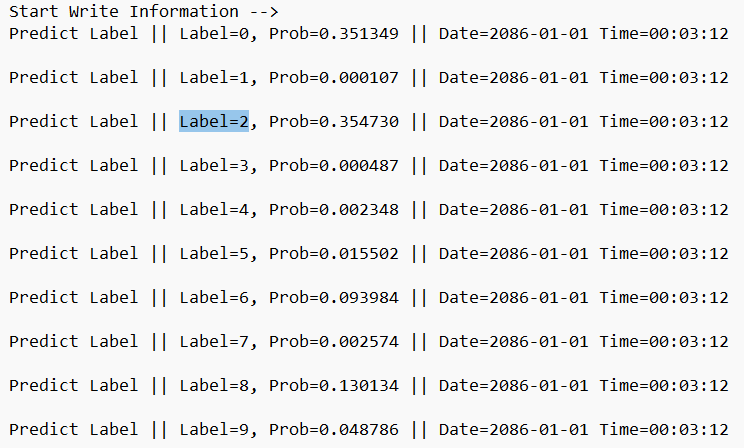 Start Write Information -->
Predict Label || Label=0, Prob=0.351349 || Date=2086-01-01 Time=00:03:12
Predict Label || Label=1, Prob=0.000107 || Date=2086-01-01 Time=00:03:12
Predict Label || Label=2, Prob=0.354730 || Date=2086-01-01 Time=00:03:12
Predict Label || Label=3, Prob=0.000487 || Date=2086-01-01 Time=00:03:12
Predict Label || Label=4, Prob=0.002348 || Date=2086-01-01 Time=00:03:12
Predict Label || Label=5, Prob=0.015502 || Date=2086-01-01 Time=00:03:12
Predict Label || Label=6, Prob=0.093984 || Date=2086-01-01 Time=00:03:12
Predict Label || Label=7, Prob=0.002574 || Date=2086-01-01 Time=00:03:12
Predict Label || Label=8, Prob=0.130134 || Date=2086-01-01 Time=00:03:12
Predict Label || Label=9, Prob=0.048786 || Date=2086-01-01 Time=00:03:12